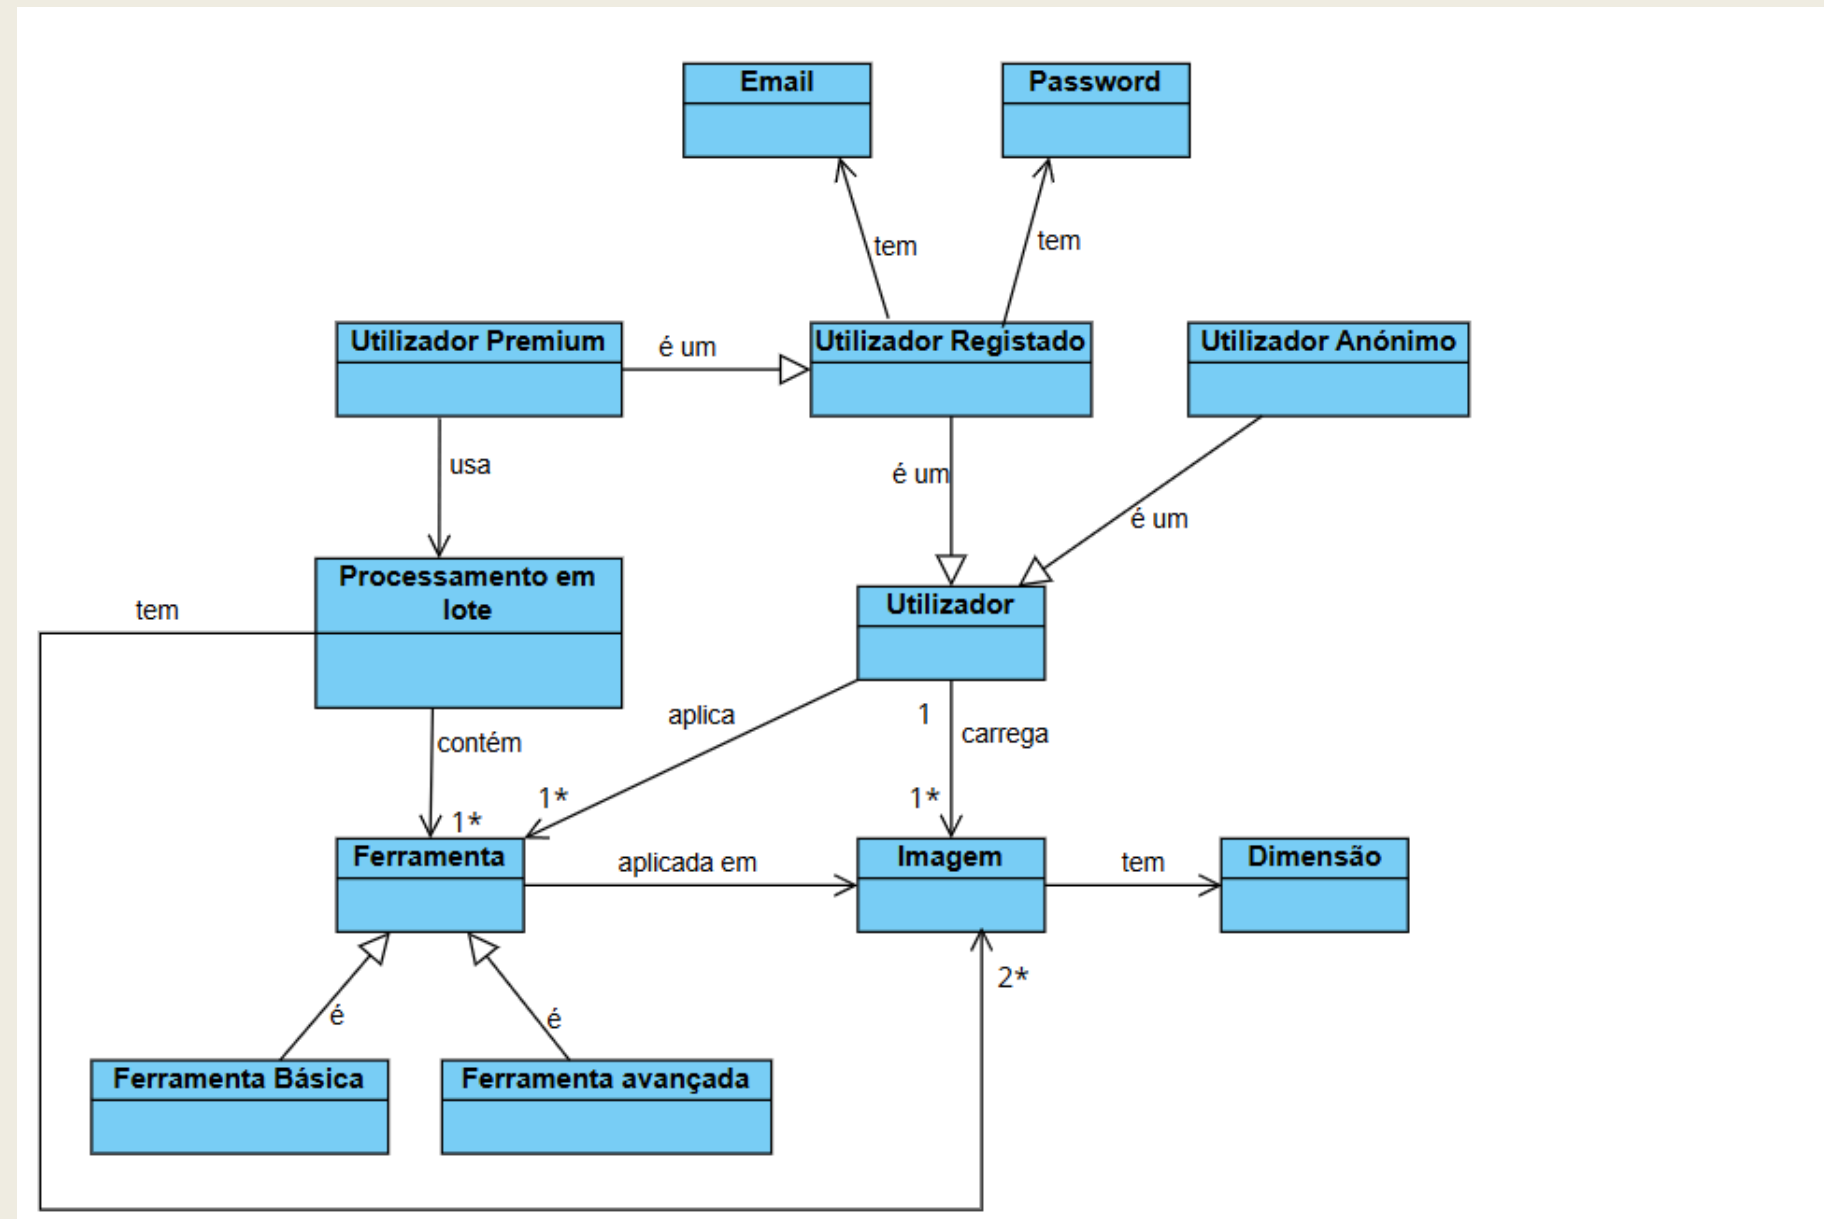 Email
Password
tem
tem
Utilizador Premium
é um
Utilizador Registado
Utilizador Anónimo
usa
é um
é um
Processamento em
lote
tem
Utilizador
aplica
1
carrega
contém
1*
1*
1*
Ferramenta
aplicada em
Imagem
tem
Dimensão
2*
é
é
Ferramenta Básica
Ferramenta avançada